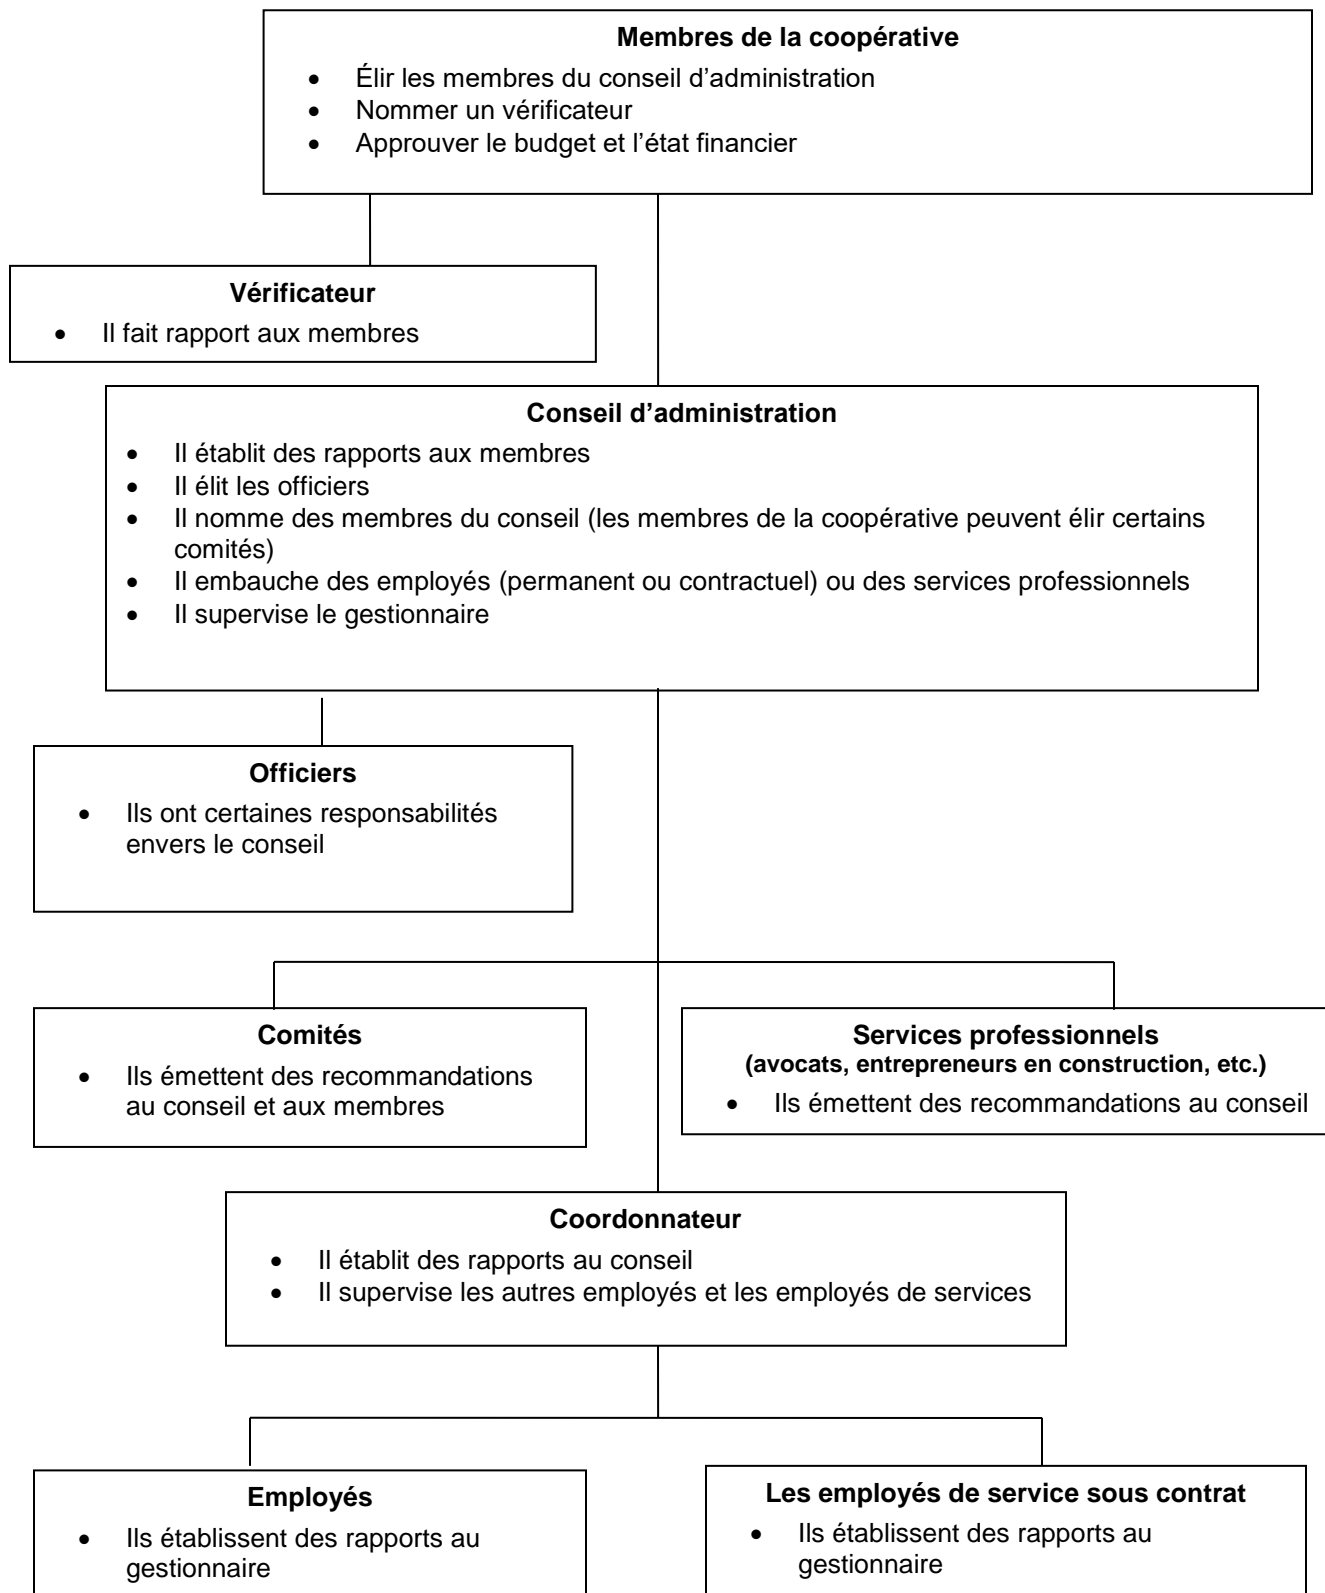 Membres de la coopérative
• Élir les membres du conseil d’administration
• Nommer un vérificateur
• Approuver le budget et l’état financier
Vérificateur
• Il fait rapport aux membres
Conseil d’administration
• Il établit des rapports aux membres
• Il élit les officiers
• Il nomme des membres du conseil (les membres de la coopérative peuvent élir certains
comités)
• Il embauche des employés (permanent ou contractuel) ou des services professionnels
• Il supervise le gestionnaire
Officiers
• Ils ont certaines responsabilités
envers le conseil
Comités
• Ils émettent des recommandations
au conseil et aux membres
Services professionnels
(avocats, entrepreneurs en construction, etc.)
• Ils émettent des recommandations au conseil
Coordonnateur
• Il établit des rapports au conseil
• Il supervise les autres employés et les employés de services
Employés
• Ils établissent des rapports au
gestionnaire
Les employés de service sous contrat
• Ils établissent des rapports au
gestionnaire